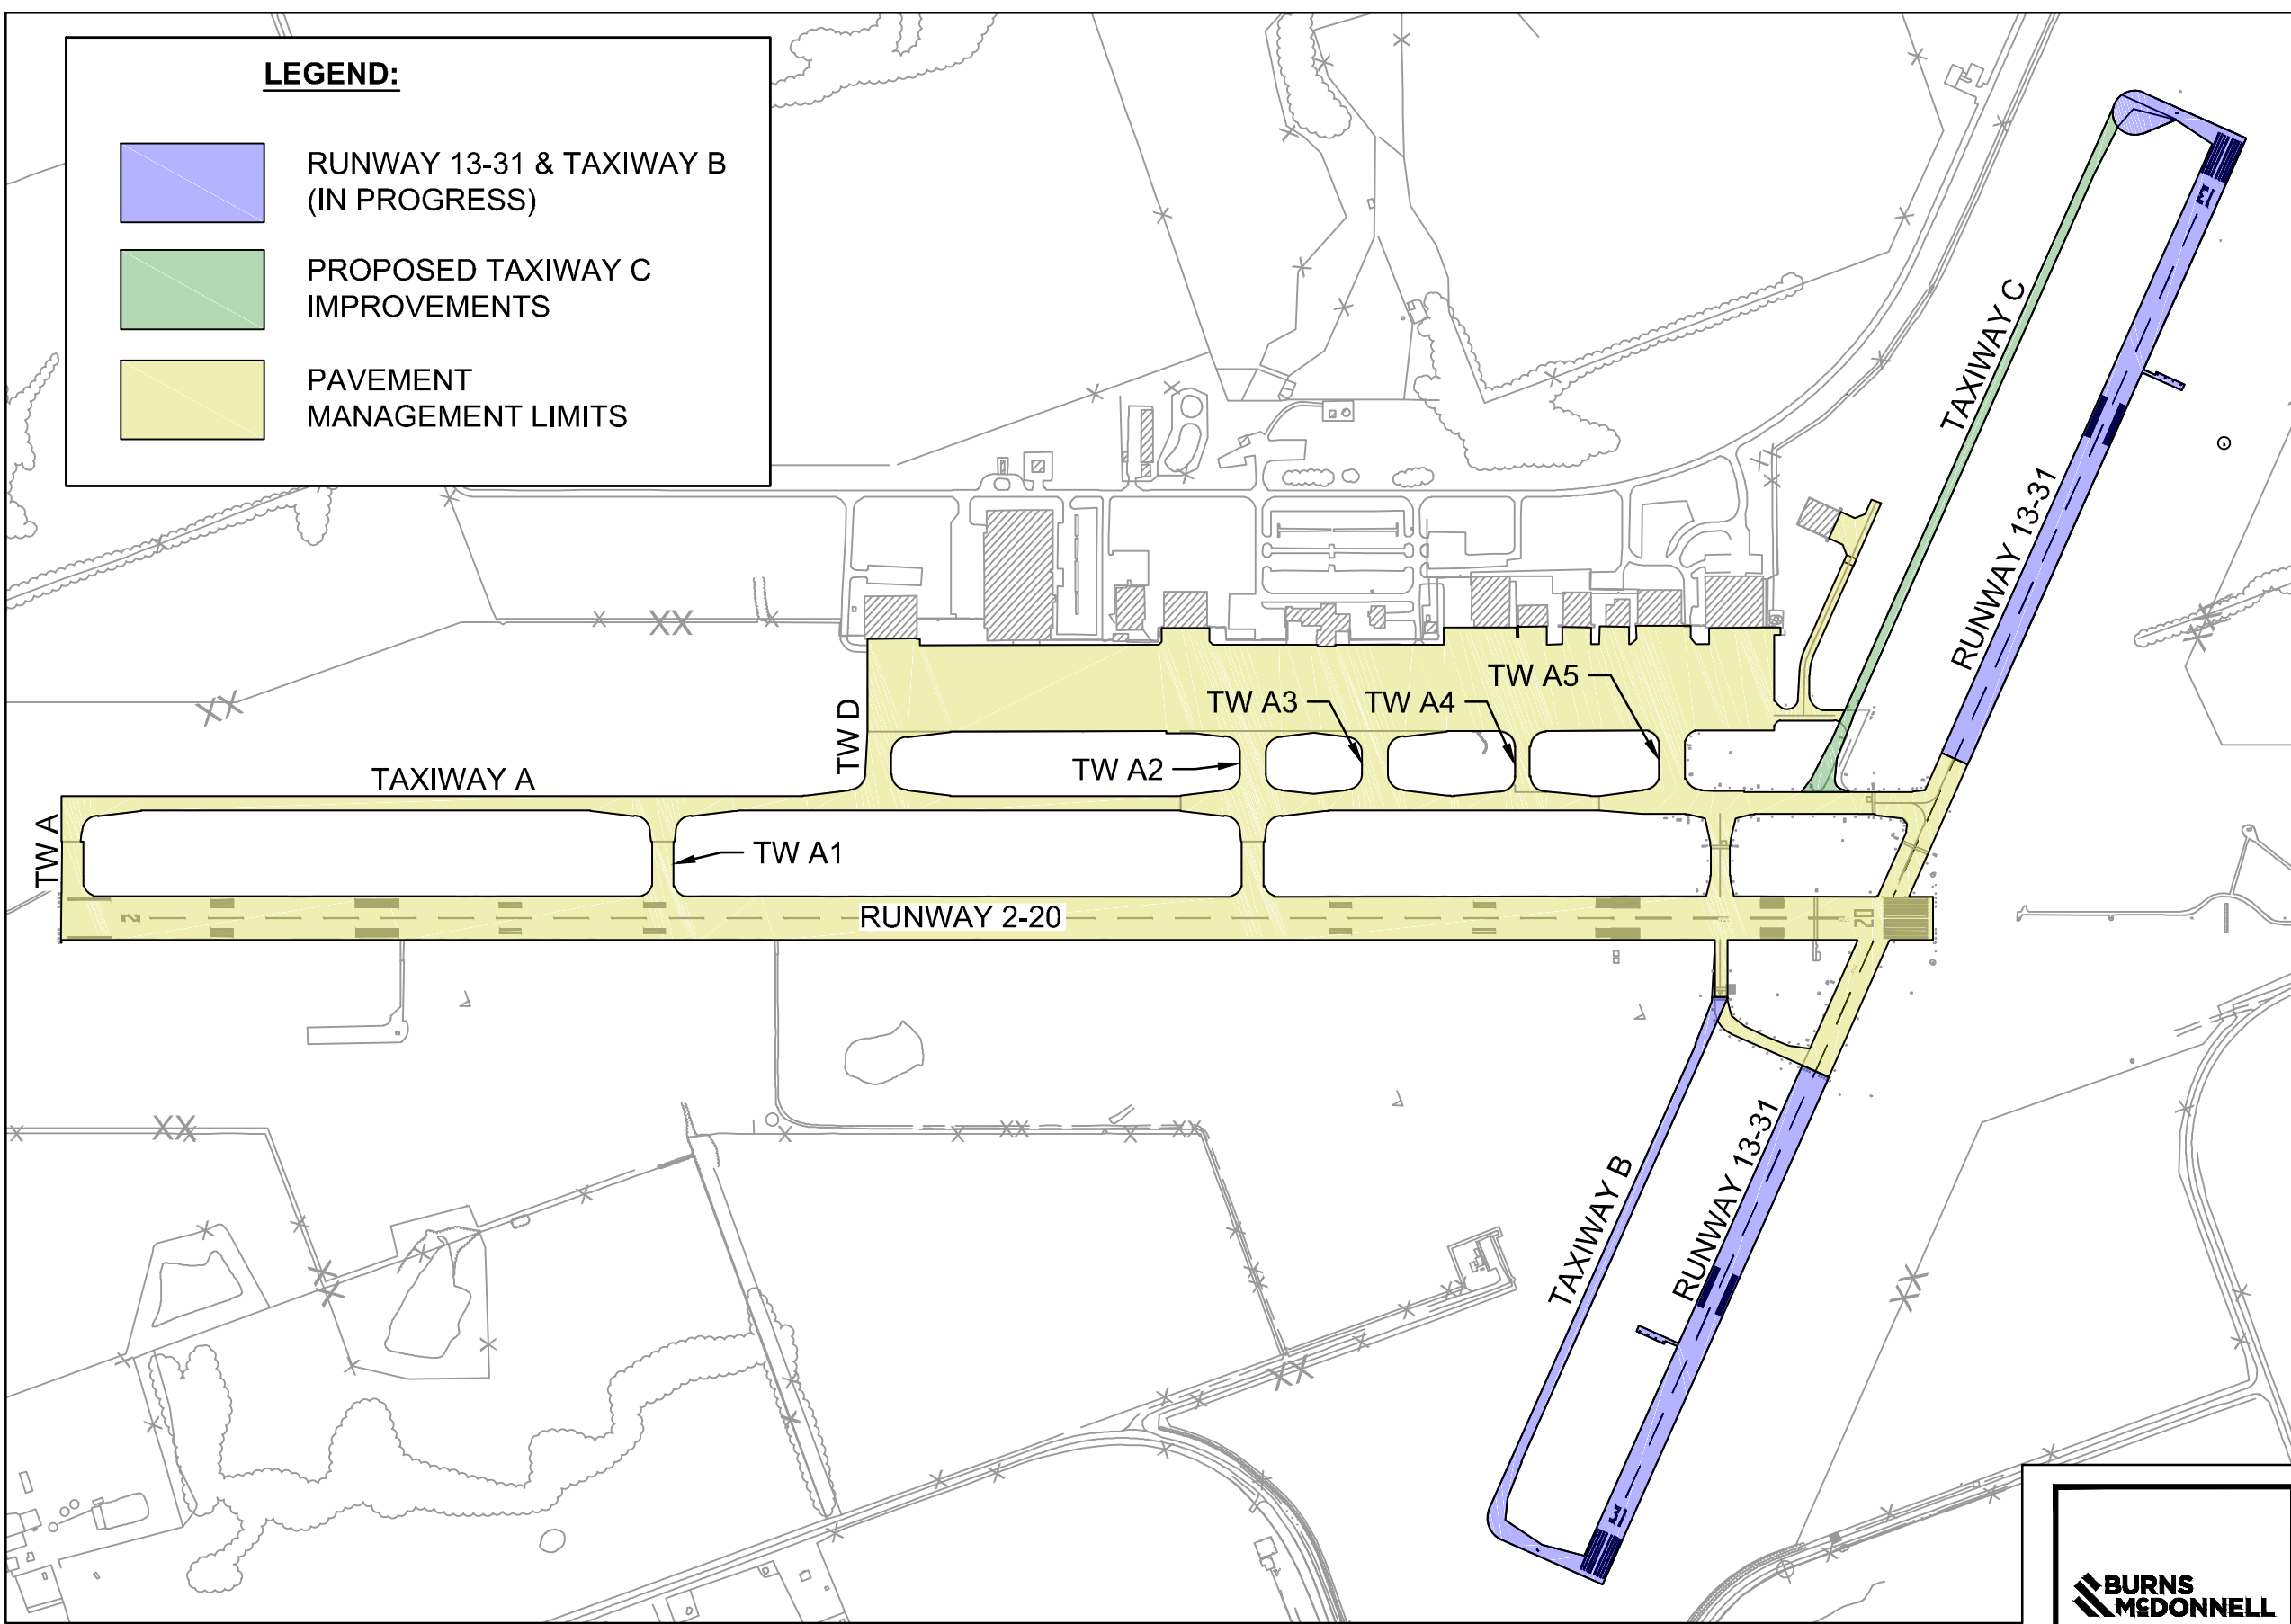 LEGEND:
RUNWAY 13-31 & TAXIWAY B
(IN PROGRESS)
PROPOSED TAXIWAY C
IMPROVEMENTS
PAVEMENT
MANAGEMENT LIMITS
TAXIWAY C
RUNWAY 13-31
TW A5
TW A3
TW A4
TW D
TW A2
TAXIWAY A
TW A
TW A1
RUNWAY 2-20
2
20
TAXIWAY B
RUNWAY 13-31
BURNS
MCDONNELL